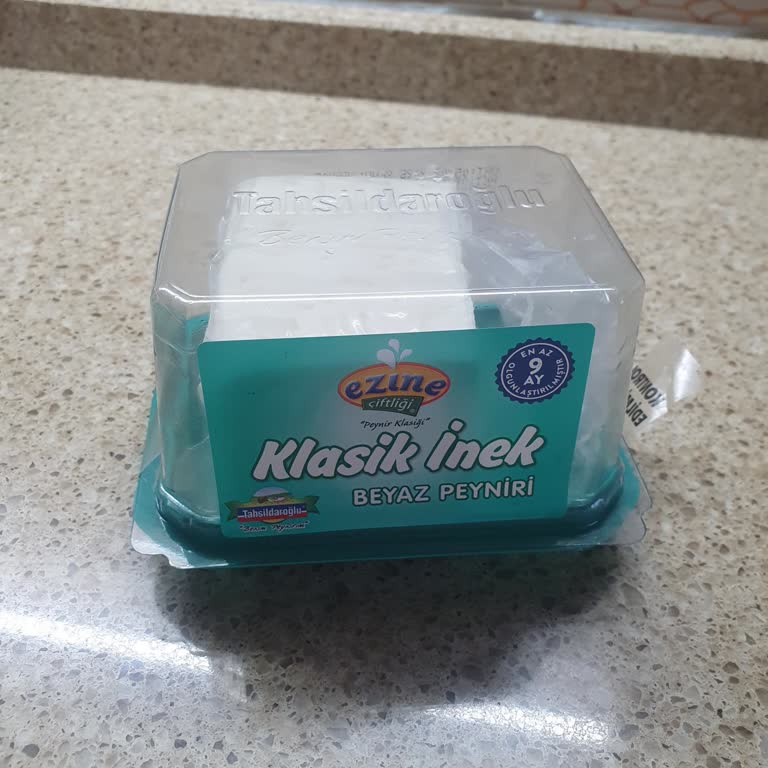 Tahsildaroğlu
ezine
çiftliği
"Peynir Klasiği"
EN AZ
9
AY
OLGUNLAŞTIRILMIŞTIR
Klasik İnek
BEYAZ PEYNİRİ
Tahsildaroğlu